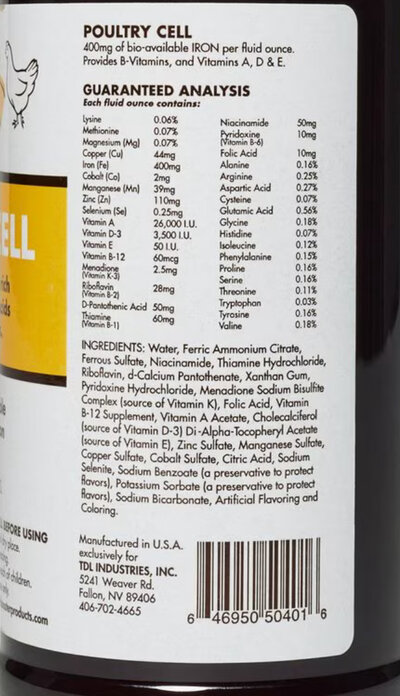 POULTRY CELL
400mg of bio-available IRON per fluid ounce.
Provides B-Vitamins, and Vitamins A, D & E.
GUARANTEED ANALYSIS
Each fluid ounce contains:
Lysine 0.06%
Methionine 0.07%
Magnesium (Mg) 0.07%
Copper (Cu) 44mg
Iron (Fe) 400mg
Cobalt (Co) 2mg
Manganese (Mn) 39mg
Zinc (Zn) 110mg
Selenium (Se) 0.25mg
Vitamin A 26,000 I.U.
Vitamin D-3 3,500 I.U.
Vitamin E 50 I.U.
Vitamin B-12 60mcg
Menadione 2.5mg
(Vitamin K-3)
Riboflavin 28mg
(Vitamin B-2)
D-Pantothenic Acid 50mg
Thiamine 60mg
(Vitamin B-1)
Niacinamide 50mg
Pyridoxine 10mg
(Vitamin B-6)
Folic Acid 10mg
Alanine 0.16%
Arginine 0.25%
Aspartic Acid 0.27%
Cysteine 0.07%
Glutamic Acid 0.56%
Glycine 0.18%
Histidine 0.07%
Isoleucine 0.12%
Phenylalanine 0.15%
Proline 0.16%
Serine 0.16%
Threonine 0.11%
Tryptophan 0.03%
Tyrosine 0.16%
Valine 0.18%
INGREDIENTS: Water, Ferric Ammonium Citrate,
Ferrous Sulfate, Niacinamide, Thiamine Hydrochloride,
Riboflavin, d-Calcium Pantothenate, Xanthan Gum,
Pyridoxine Hydrochloride, Menadione Sodium Bisulfite
Complex (source of Vitamin K), Folic Acid, Vitamin
B-12 Supplement, Vitamin A Acetate, Cholecalciferol
(source of Vitamin D-3) Di -Alpha-Tocopheryl Acetate
(source of Vitamin E), Zinc Sulfate, Manganese Sulfate,
Copper Sulfate, Cobalt Sulfate, Citric Acid, Sodium
Selenite, Sodium Benzoate (a preservative to protect
flavors), Potassium Sorbate (a preservative to protect
flavors), Sodium Bicarbonate, Artificial Flavoring and
Coloring.
Manufactured in U.S.A.
exclusively for
TDL INDUSTRIES, INC.
5241 Weaver Rd.
Fallon, NV 89406
406-702-4665
6 46950 50401 6
ELL
BEFORE USING
place.
of children.
only.
products.com